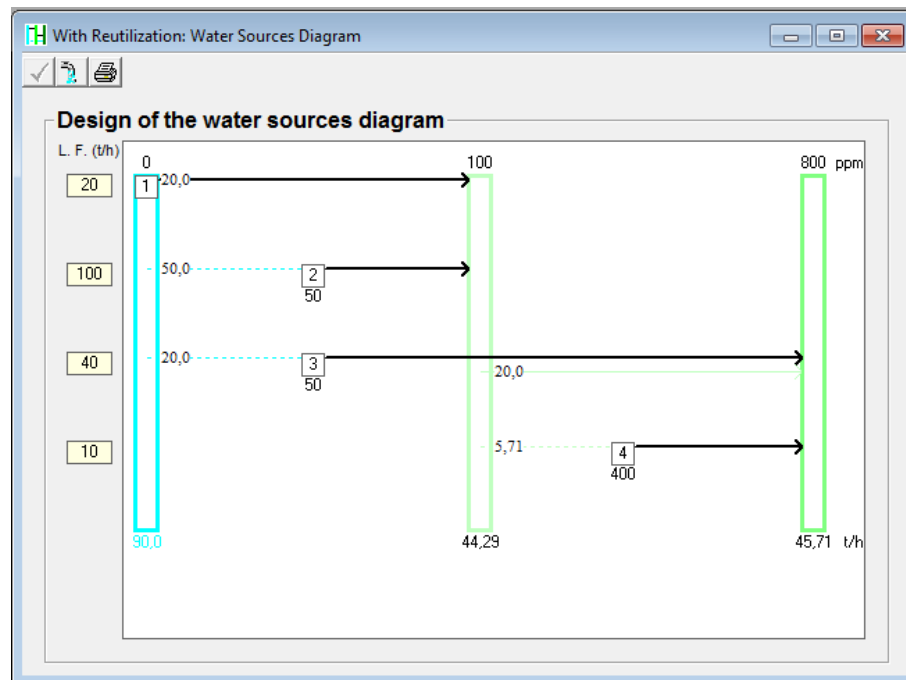 With Reutilization: Water Sources Diagram
Design of the water sources diagram
L. F. (t/h)
0 100 800 ppm
20 1 20,0
100 50,0 2
50
40 20,0 3
50 20,0
10 5,71 4
400
90,0 44,29 45,71 t/h